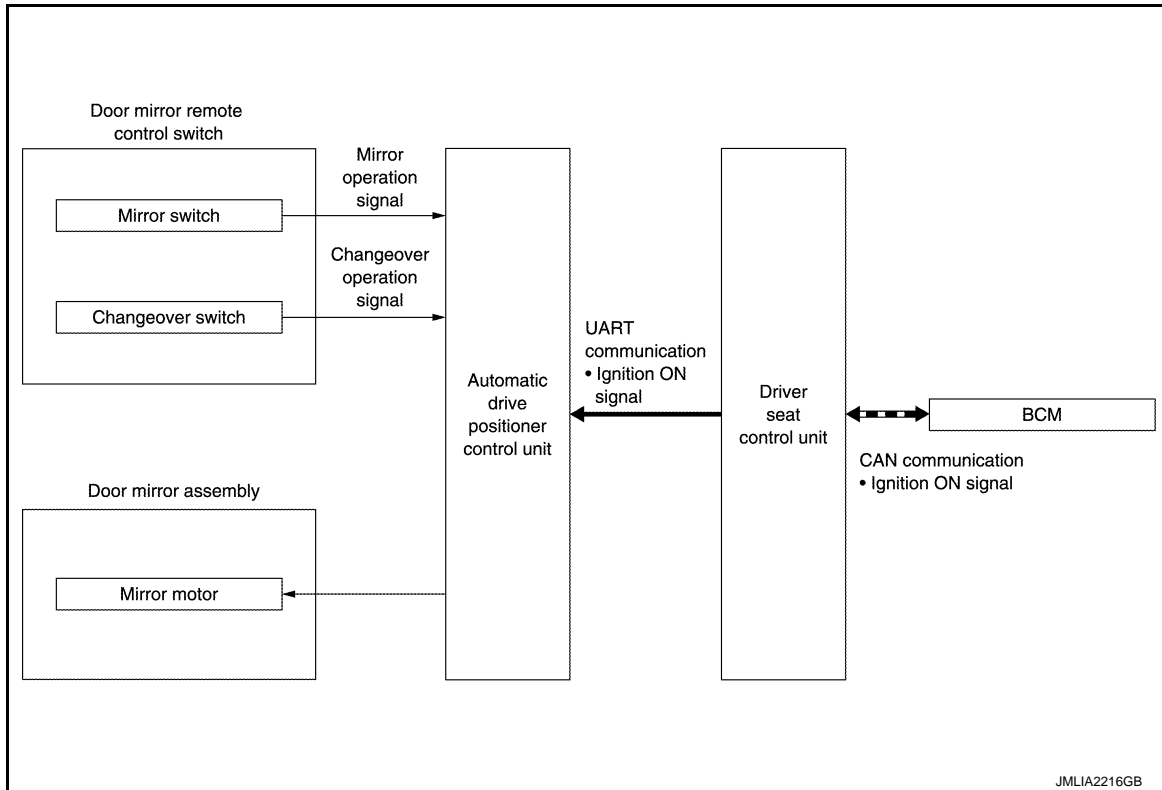 Door mirror remote
control switch
Mirror switch
Changeover switch
Mirror
operation
signal
Changeover
operation
signal
Automatic
drive
positioner
control unit
UART
communication
• Ignition ON
signal
Driver
seat
control unit
BCM
CAN communication
• Ignition ON signal
Door mirror assembly
Mirror motor
JMLIA2216GB